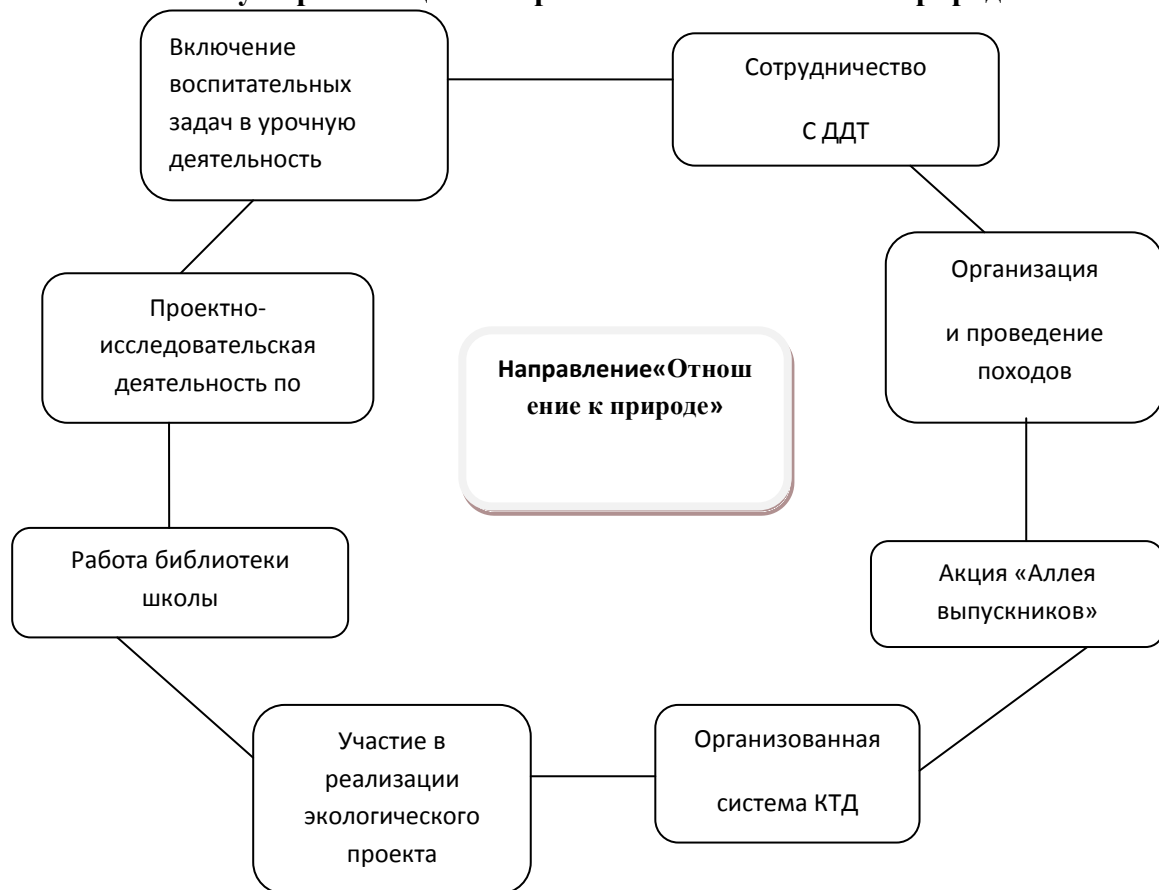 Включение
воспитательных
задач в урочную
деятельность
Сотрудничество
С ДДТ
Организация
и проведение
походов
Проектно-
исследовательская
деятельность по
Направление«Отнош
ение к природе»
Работа библиотеки
школы
Акция «Аллея
выпускников»
Участие в
реализации
экологического
проекта
Организованная
система КТД